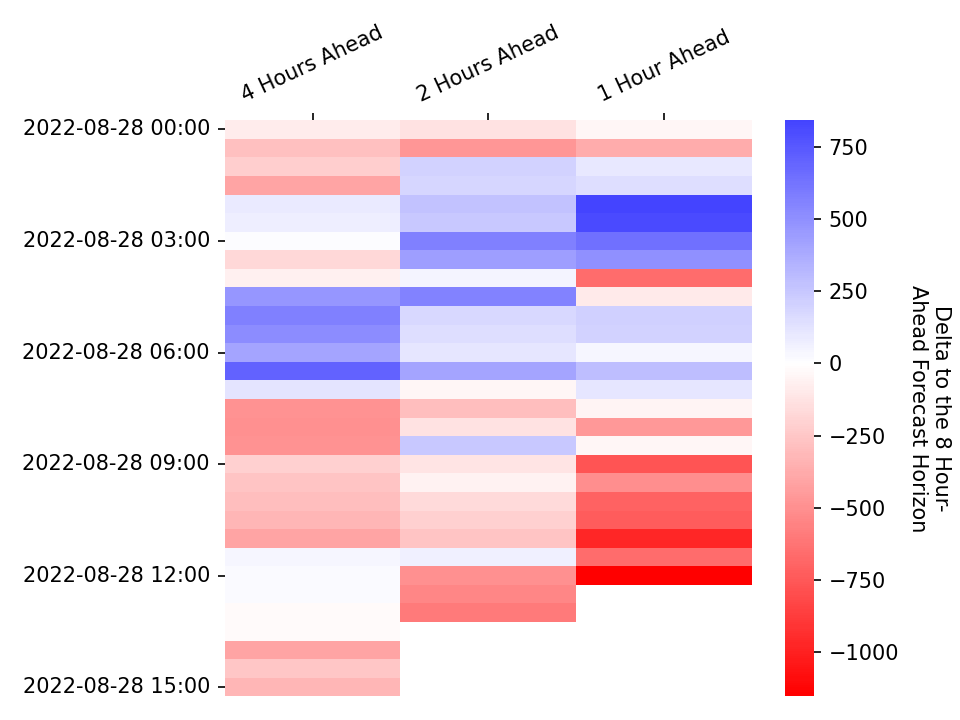 4 Hours Ahead
2 Hours Ahead
1 Hour Ahead
2022-08-28 00:00
2022-08-28 03:00
2022-08-28 06:00
2022-08-28 09:00
2022-08-28 12:00
2022-08-28 15:00
750
500
250
0
−250
−500
−750
−1000
Delta to the 8 Hour-
Ahead Forecast Horizon